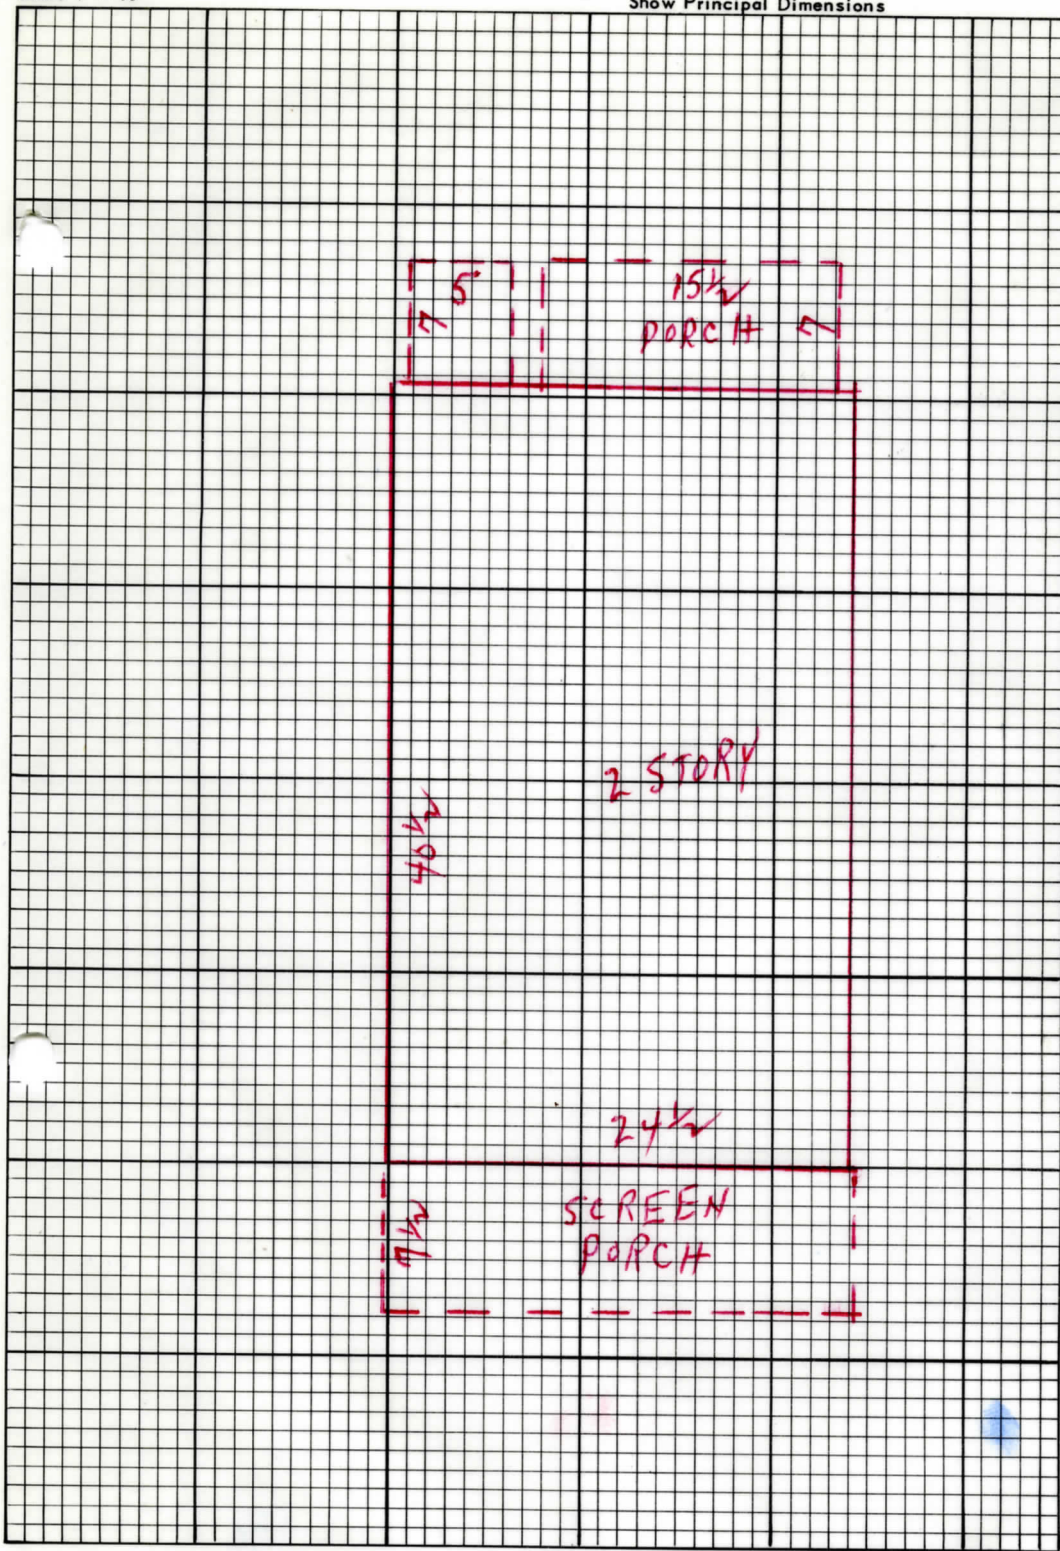 Show Principal Dimensions
5
7
15½
PORCH
7
2 STORY
40½
24½
7½
SCREEN
PORCH